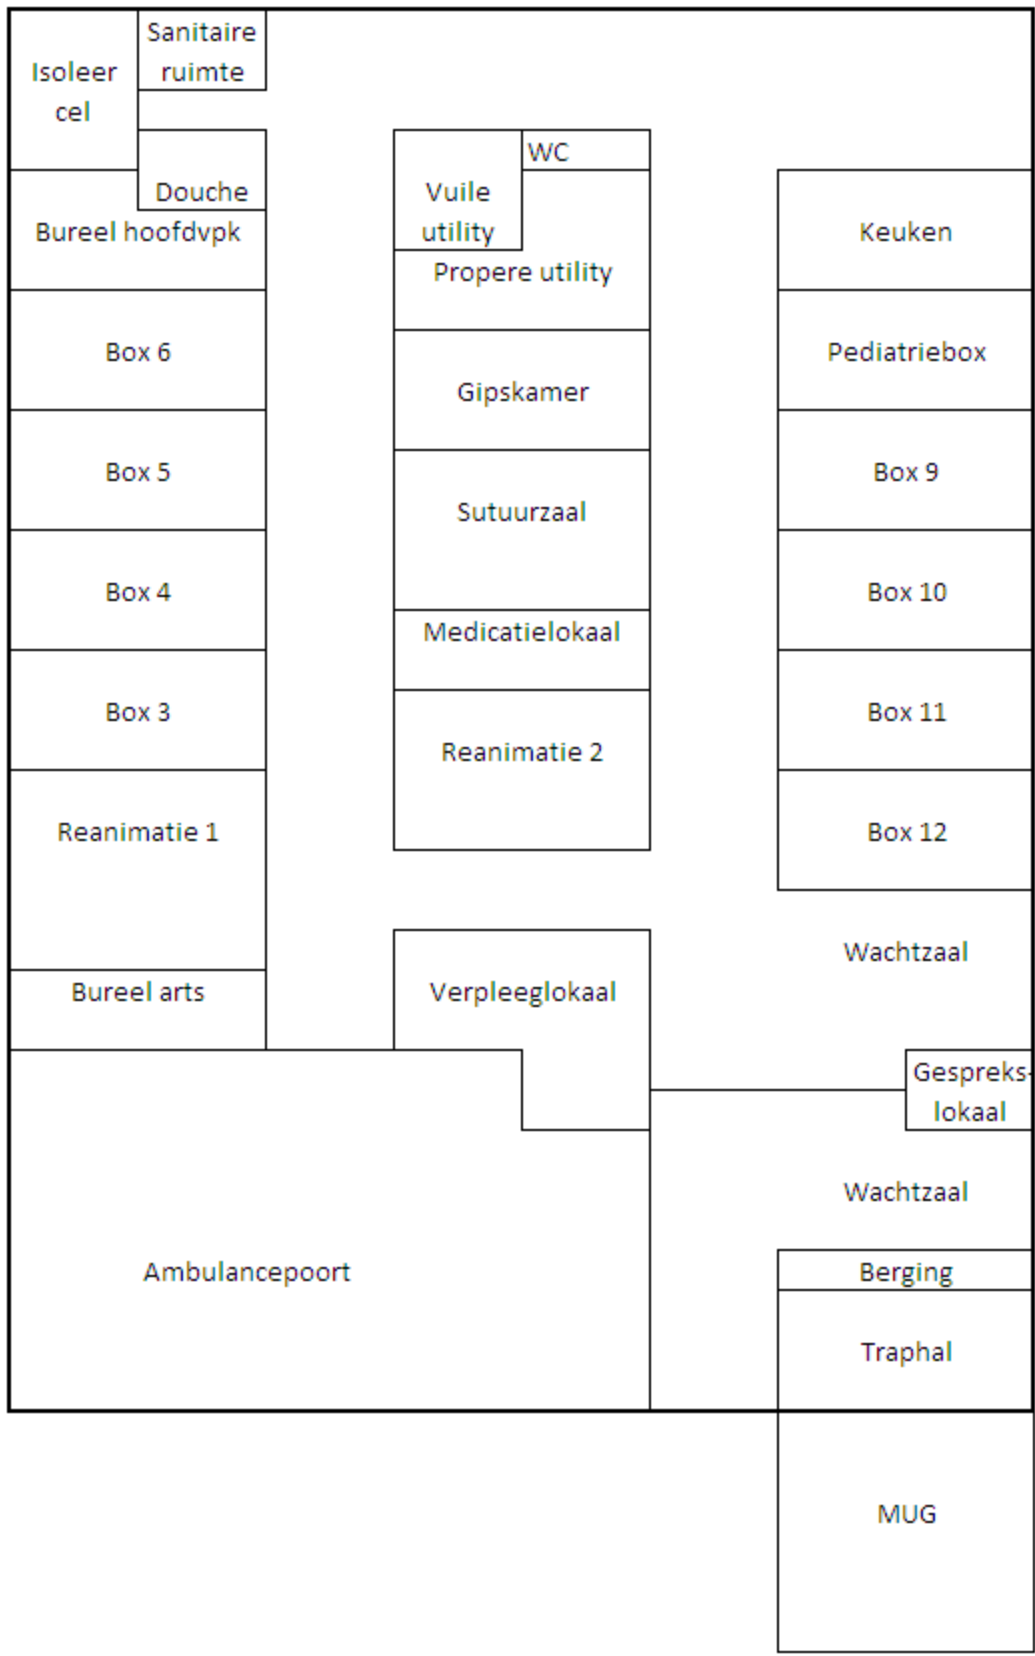 Sanitaire
ruimte
Isoleer
cel
WC
Douche
Vuile
utility
Bureel hoofdvpk
Keuken
Propere utility
Box 6
Pediatriebox
Gipskamer
Box 5
Box 9
Sutuurzaal
Box 4
Box 10
Medicatielokaal
Box 3
Box 11
Reanimatie 2
Reanimatie 1
Box 12
Wachtzaal
Bureel arts
Verpleeglokaal
Gespreks-
lokaal
Wachtzaal
Ambulancepoort
Berging
Traphal
MUG